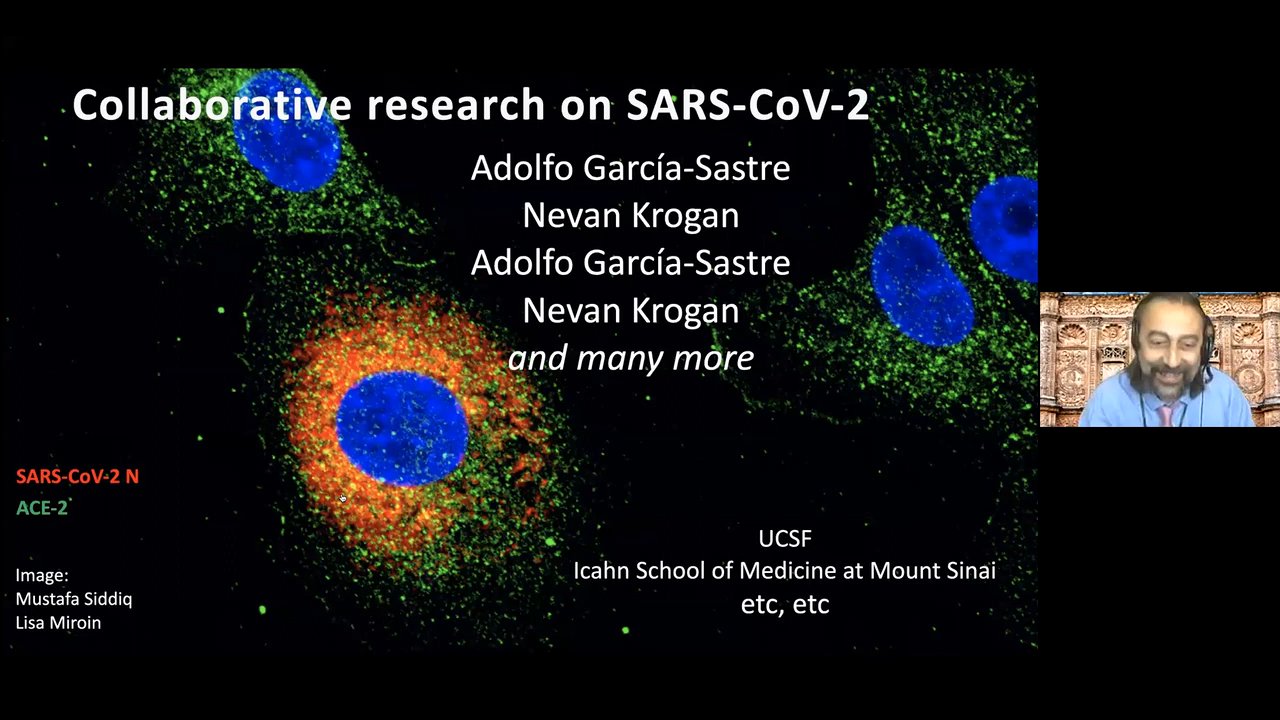 Collaborative research on SARS-CoV-2
Adolfo García-Sastre
Nevan Krogan
Adolfo García-Sastre
Nevan Krogan
and many more
SARS-CoV-2 N
ACE-2
Image:
Mustafa Siddiq
Lisa Miroin
UCSF
Icahn School of Medicine at Mount Sinai
etc, etc